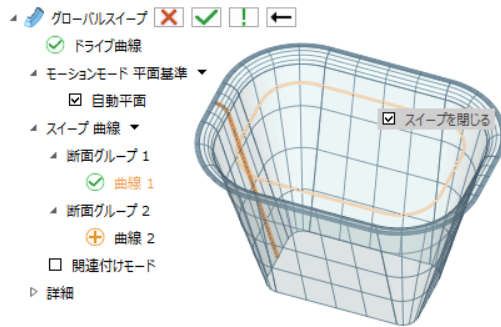 グローバルスイープ
ドライブ曲線
モーションモード 平面基準
自動平面
スイープ 曲線
断面グループ 1
曲線 1
断面グループ 2
曲線 2
関連付けモード
詳細
スイープを閉じる